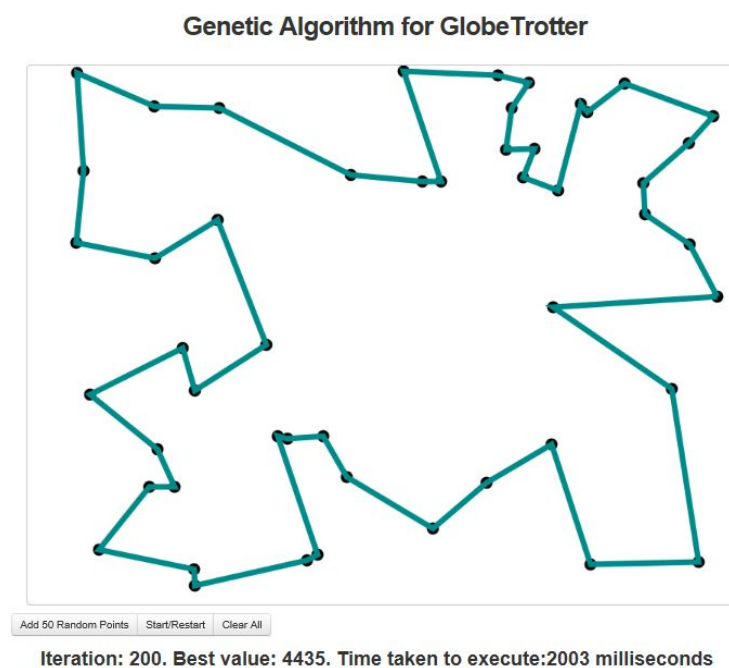 Genetic Algorithm for GlobeTrotter
Add 50 Random Points Start/Restart Clear All
Iteration: 200. Best value: 4435. Time taken to execute:2003 milliseconds